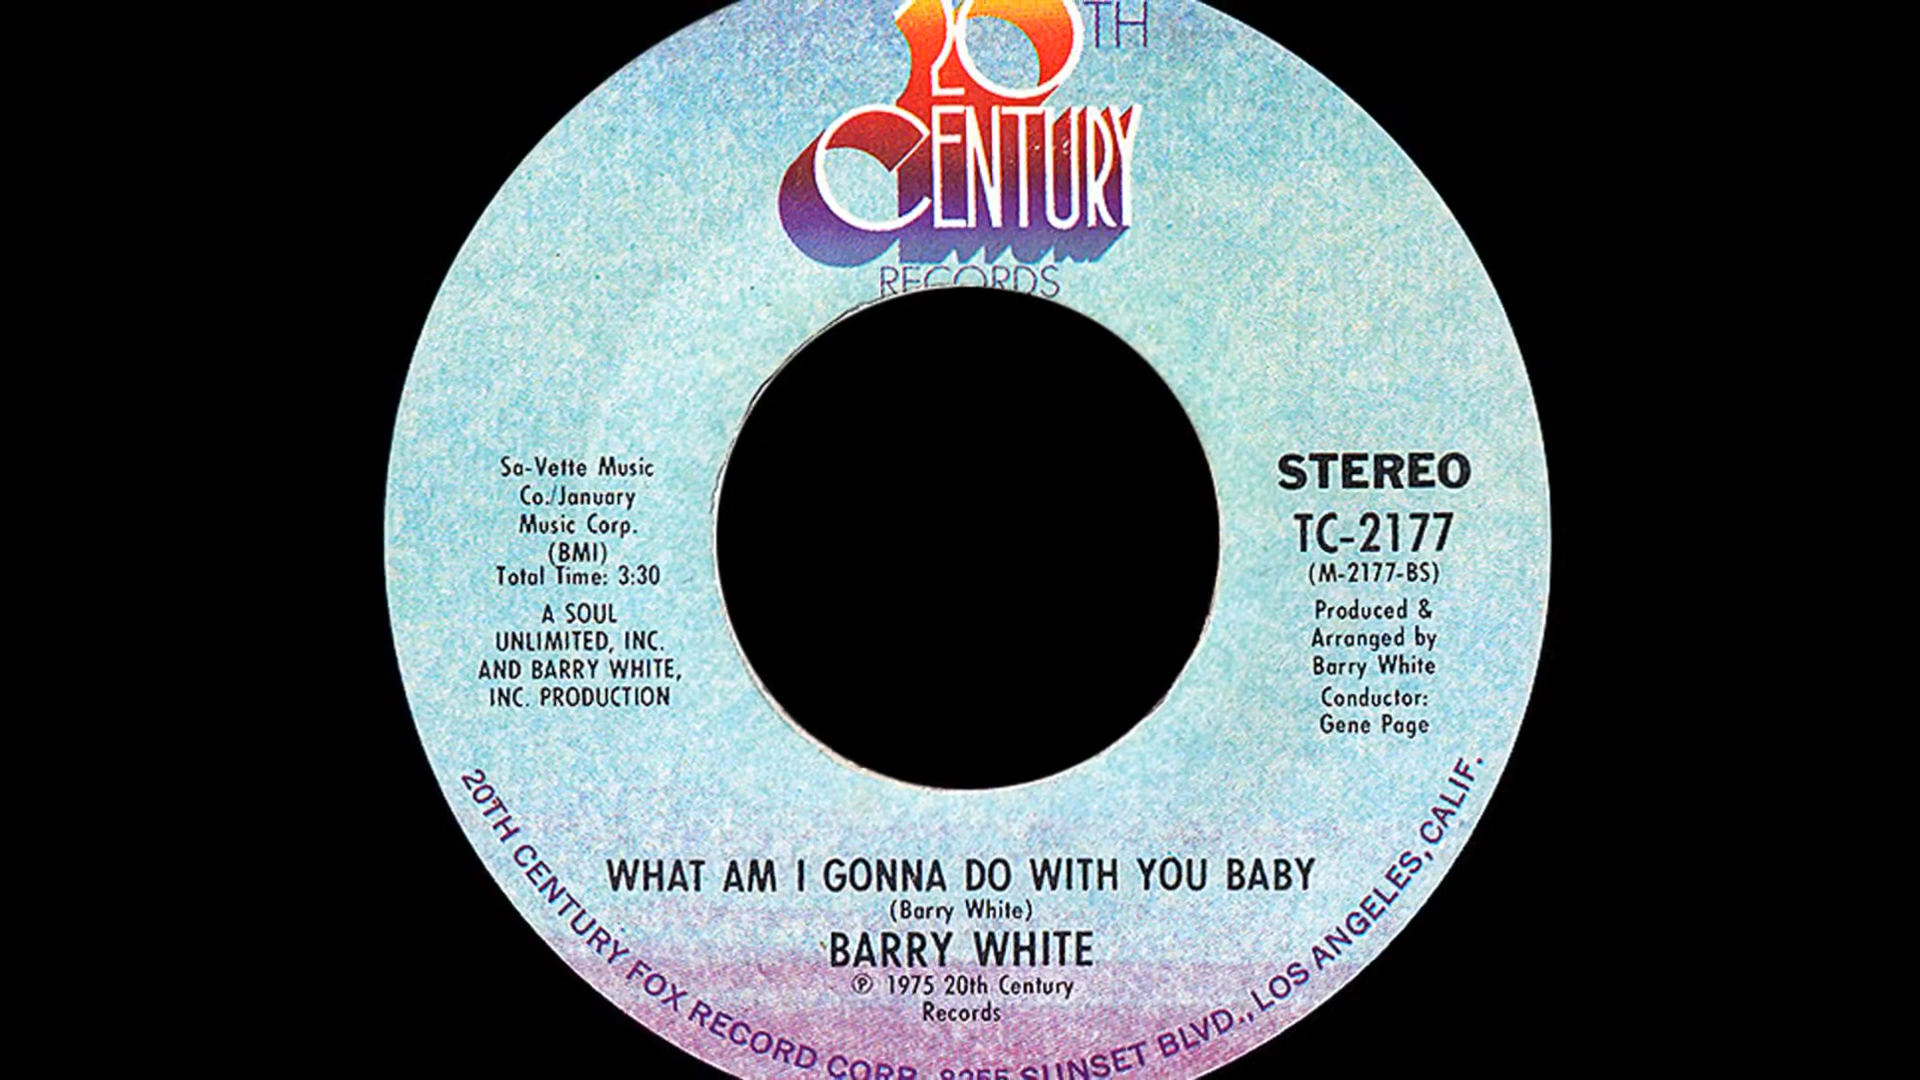 20TH
CENTURY
RECORDS
Sa-Vette Music
Co./January
Music Corp.
(BMI)
Total Time: 3:30
A SOUL
UNLIMITED, INC.
AND BARRY WHITE,
INC. PRODUCTION
STEREO
TC-2177
(M-2177-BS)
Produced &
Arranged by
Barry White
Conductor:
Gene Page
WHAT AM I GONNA DO WITH YOU BABY
(Barry White)
BARRY WHITE
℗ 1975 20th Century
Records
20TH CENTURY FOX RECORD CORP., 8255 SUNSET BLVD., LOS ANGELES, CALIF.